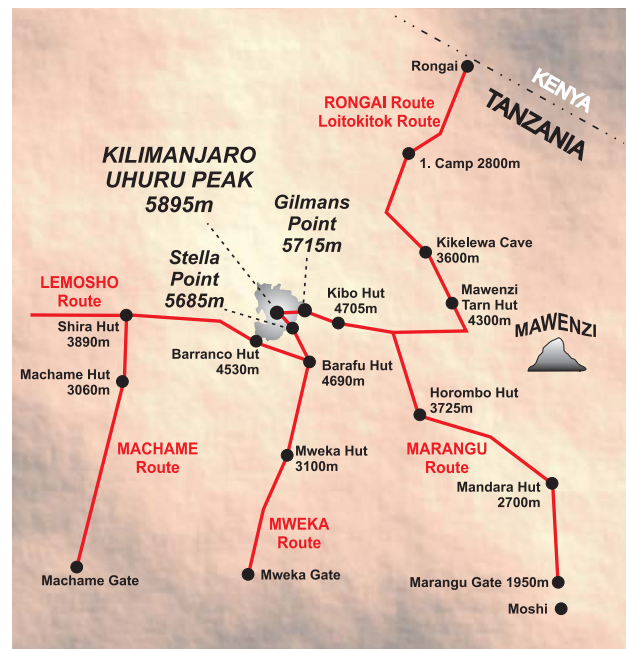 Rongai
KENYA
TANZANIA
RONGAI Route
Loitokitok Route
1. Camp 2800m
KILIMANJARO
UHURU PEAK
5895m
Gilmans
Point
5715m
Stella
Point
5685m
Kikelewa Cave
3600m
LEMOSHO
Route
Kibo Hut
4705m
Mawenzi
Tarn Hut
4300m
MAWENZI
Shira Hut
3890m
Barranco Hut
4530m
Barafu Hut
4690m
Machame Hut
3060m
Horombo Hut
3725m
MACHAME
Route
Mweka Hut
3100m
MARANGU
Route
Mandara Hut
2700m
MWEKA
Route
Machame Gate
Mweka Gate
Marangu Gate 1950m
Moshi